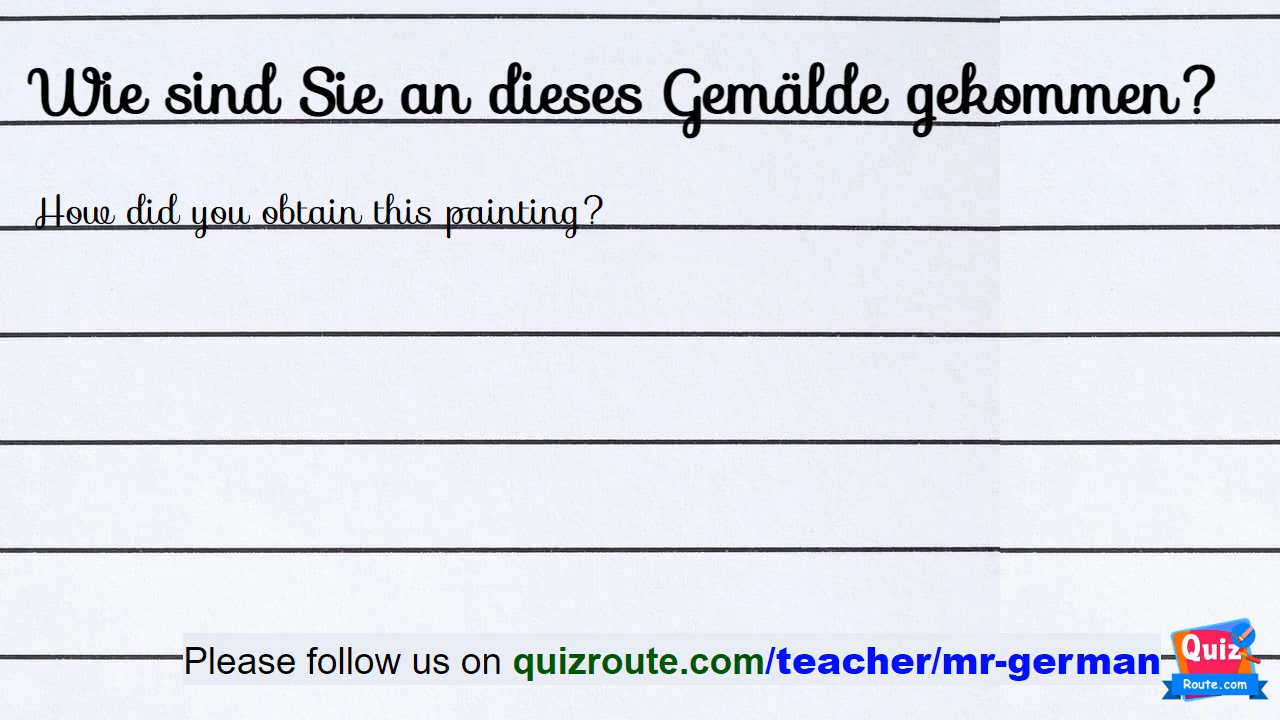 Wie sind Sie an dieses Gemälde gekommen?
How did you obtain this painting?
Please follow us on quizroute.com/teacher/mr-german
Quiz
Route.com